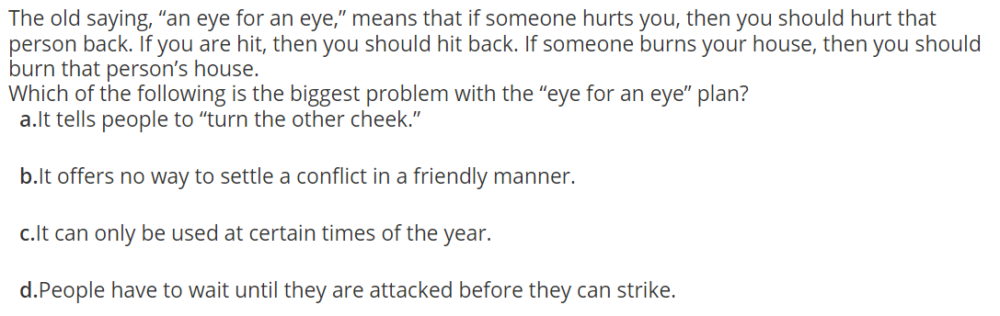 The old saying, “an eye for an eye,” means that if someone hurts you, then you should hurt that
person back. If you are hit, then you should hit back. If someone burns your house, then you should
burn that person’s house.
Which of the following is the biggest problem with the “eye for an eye” plan?
a.It tells people to “turn the other cheek.”
b.It offers no way to settle a conflict in a friendly manner.
c.It can only be used at certain times of the year.
d.People have to wait until they are attacked before they can strike.